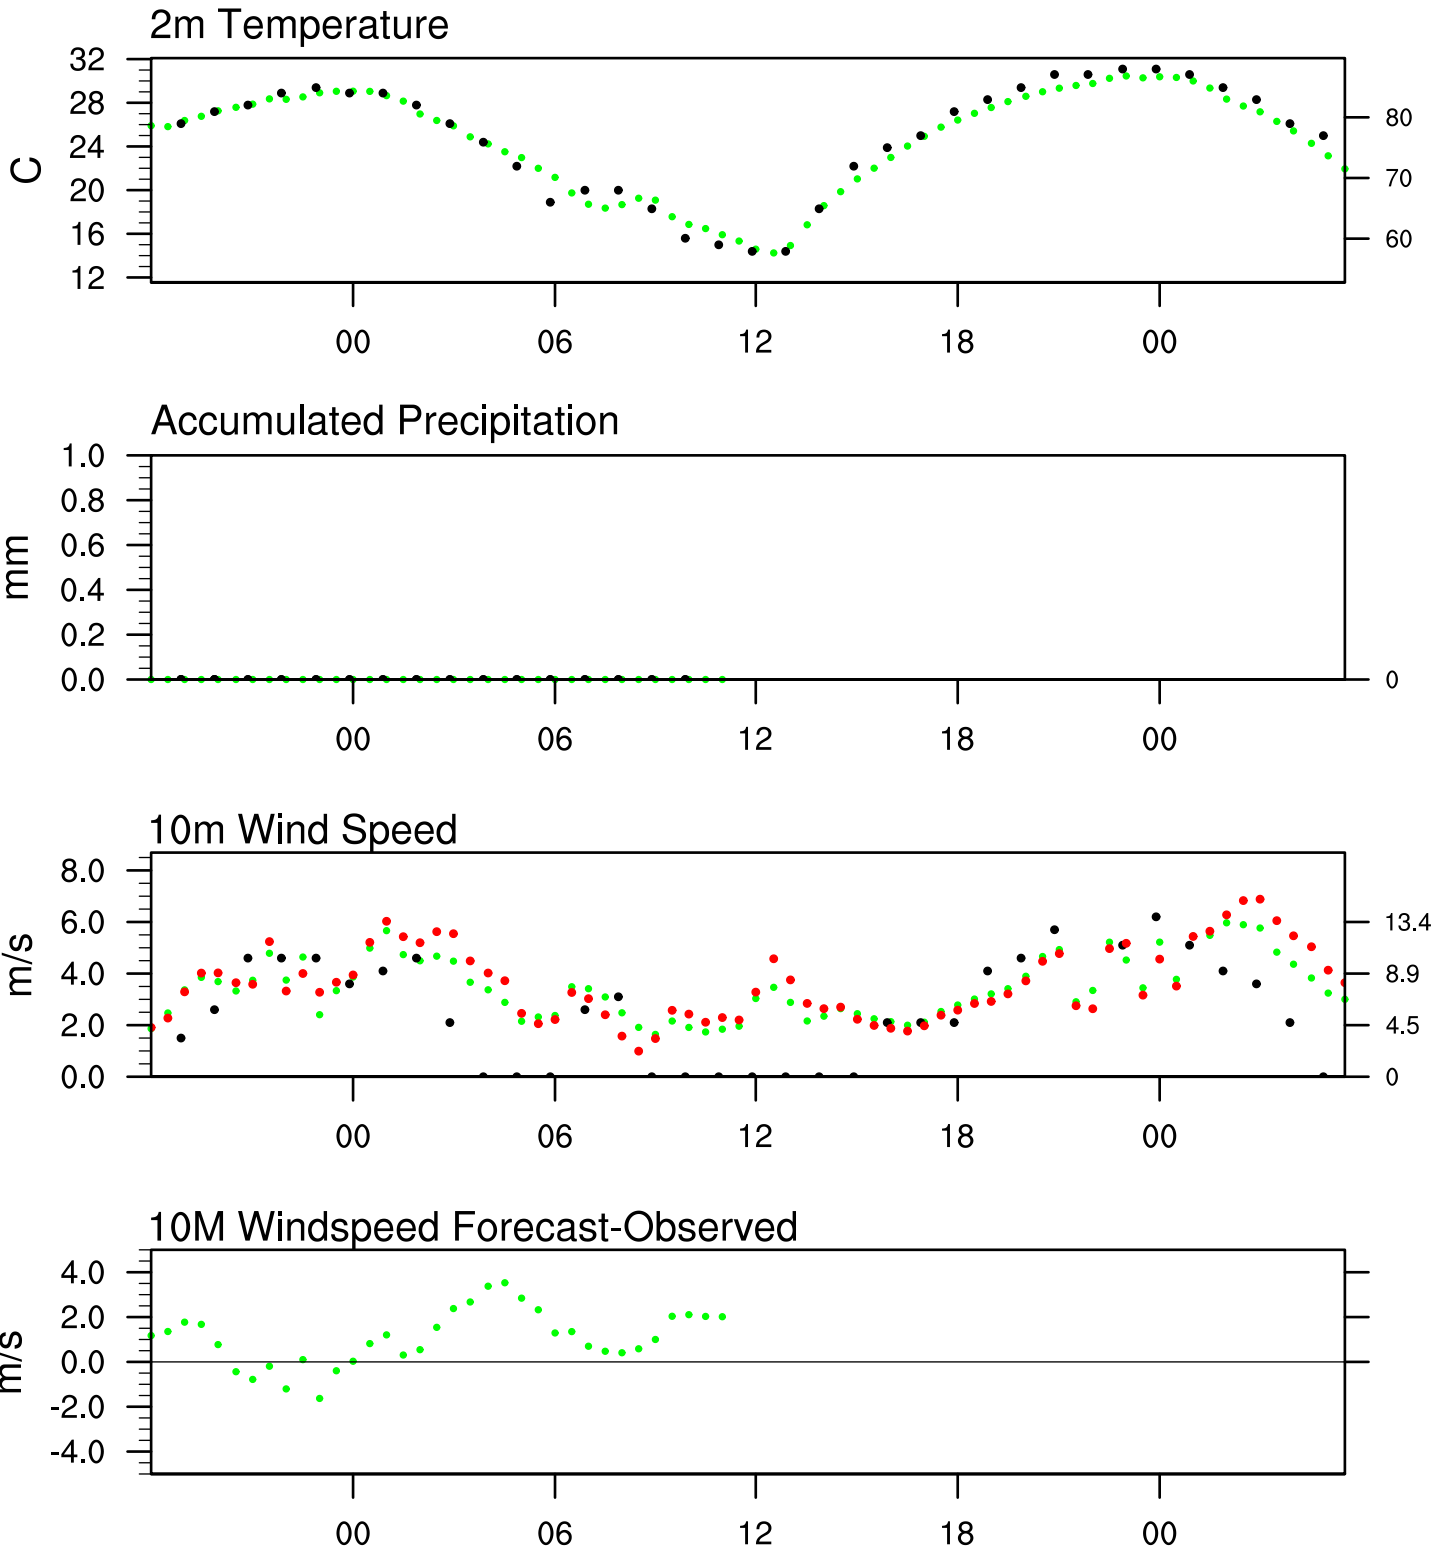 2m Temperature
32
28
24
20
16
12
C
80
70
60
00 06 12 18 00
Accumulated Precipitation
1.0
0.8
0.6
0.4
0.2
0.0
mm
0
00 06 12 18 00
10m Wind Speed
8.0
6.0
4.0
2.0
0.0
m/s
13.4
8.9
4.5
0
00 06 12 18 00
10M Windspeed Forecast-Observed
4.0
2.0
0.0
-2.0
-4.0
m/s
00 06 12 18 00